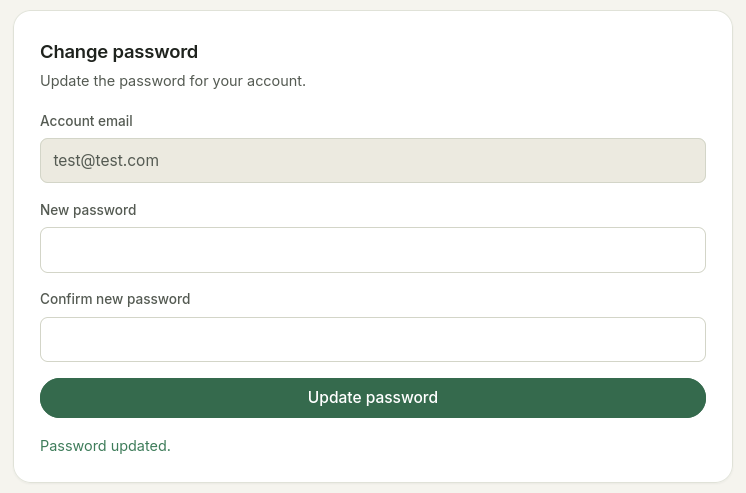 Change password
Update the password for your account.
Account email
test@test.com
New password
Confirm new password
Update password
Password updated.